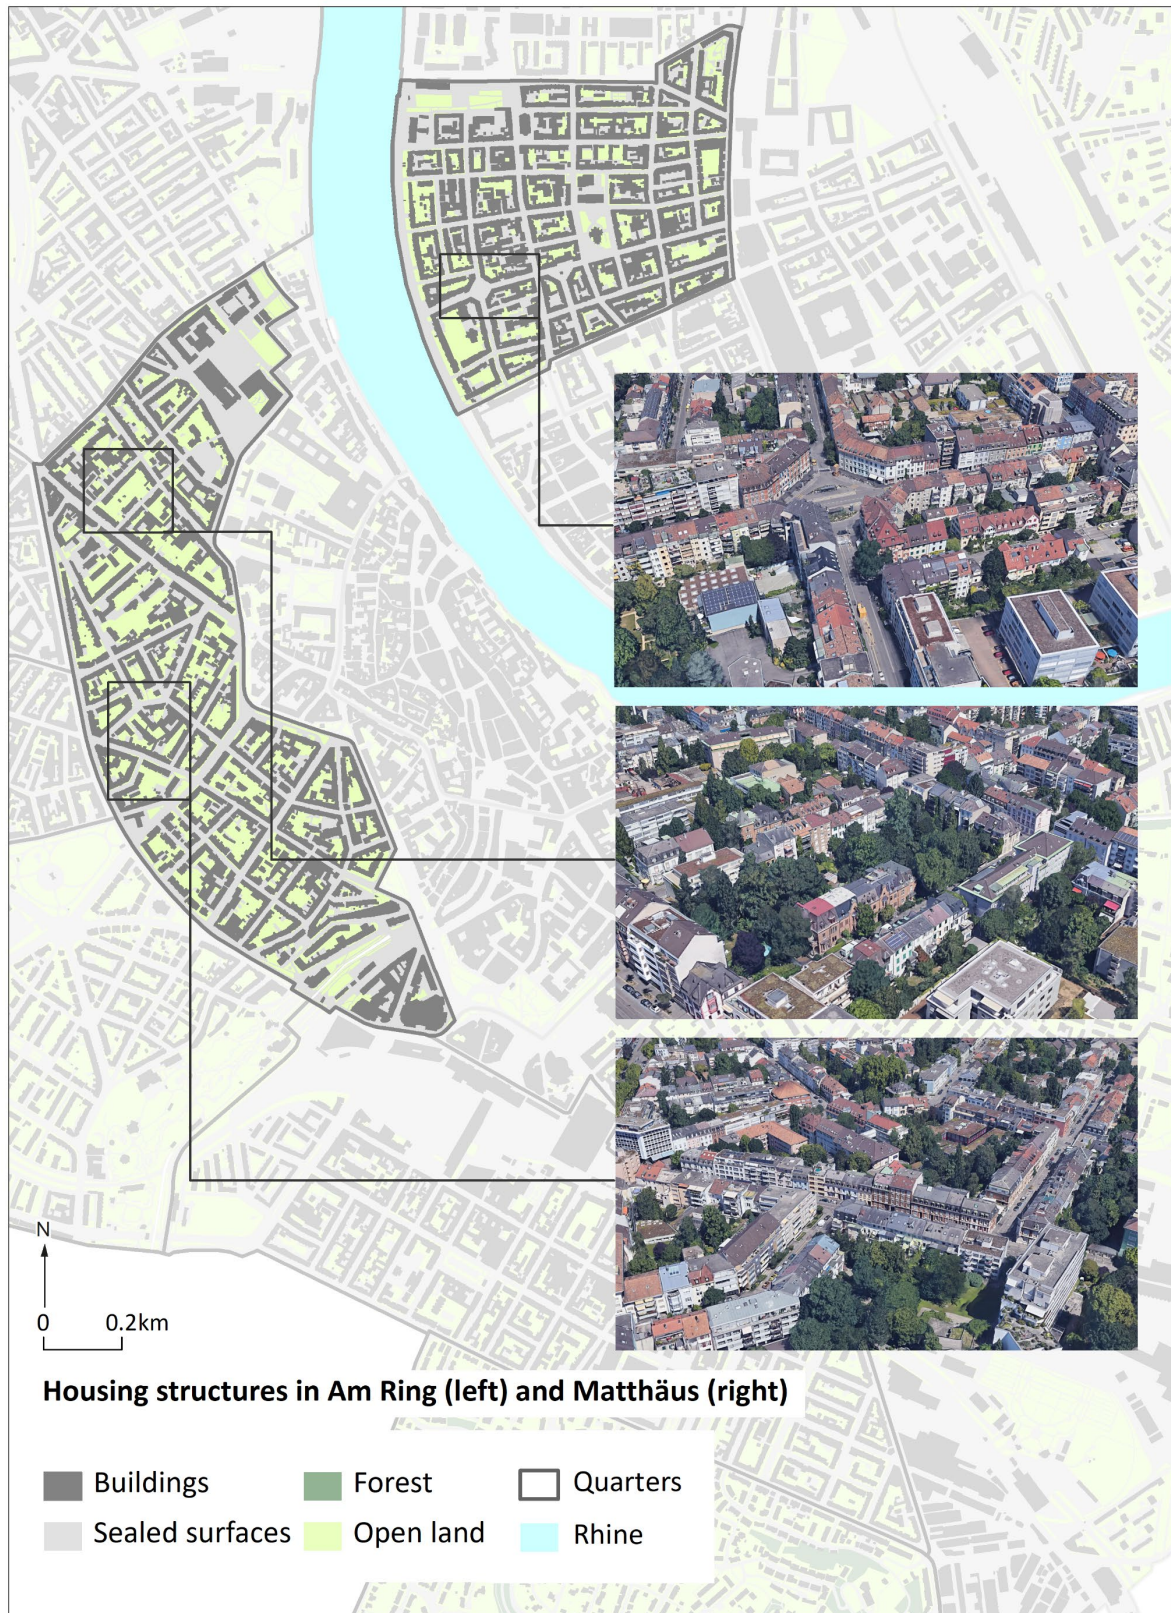 N
0 0.2km
Housing structures in Am Ring (left) and Matthäus (right)
Buildings Forest Quarters
Sealed surfaces Open land Rhine